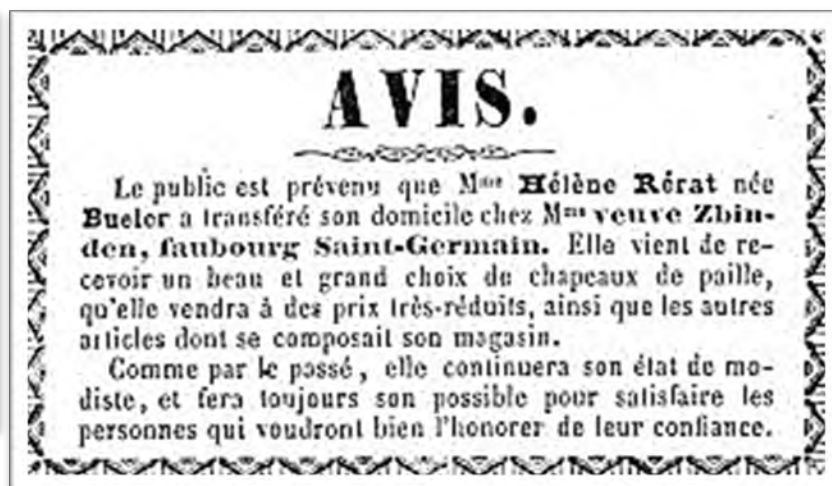 AVIS.
Le public est prévenu que Mme Hélène Rérat née
Bueler a transféré son domicile chez Mme veuve Zbin-
den, faubourg Saint-Germain. Elle vient de re-
cevoir un beau et grand choix de chapeaux de paille,
qu'elle vendra à des prix très-réduits, ainsi que les autres
articles dont se composait son magasin.
Comme par le passé, elle continuera son état de mo-
diste, et fera toujours son possible pour satisfaire les
personnes qui voudront bien l'honorer de leur confiance.